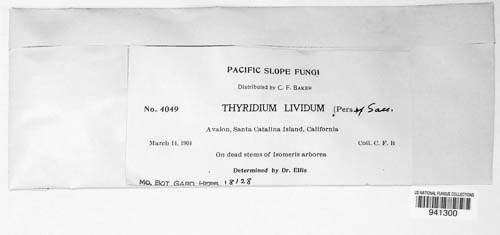 PACIFIC SLOPE FUNGI
Distributed by C. F. BAKER
No. 4049 THYRIDIUM LIVIDUM (Pers. Sacc.
Avalon, Santa Catalina Island, California
March 14, 1904 Coll. C. F. B
On dead stems of Isomeris arborea
Determined by Dr. Ellis
MO. BOT. GARD. HERB. 18128
US NATIONAL FUNGUS COLLECTIONS
941300